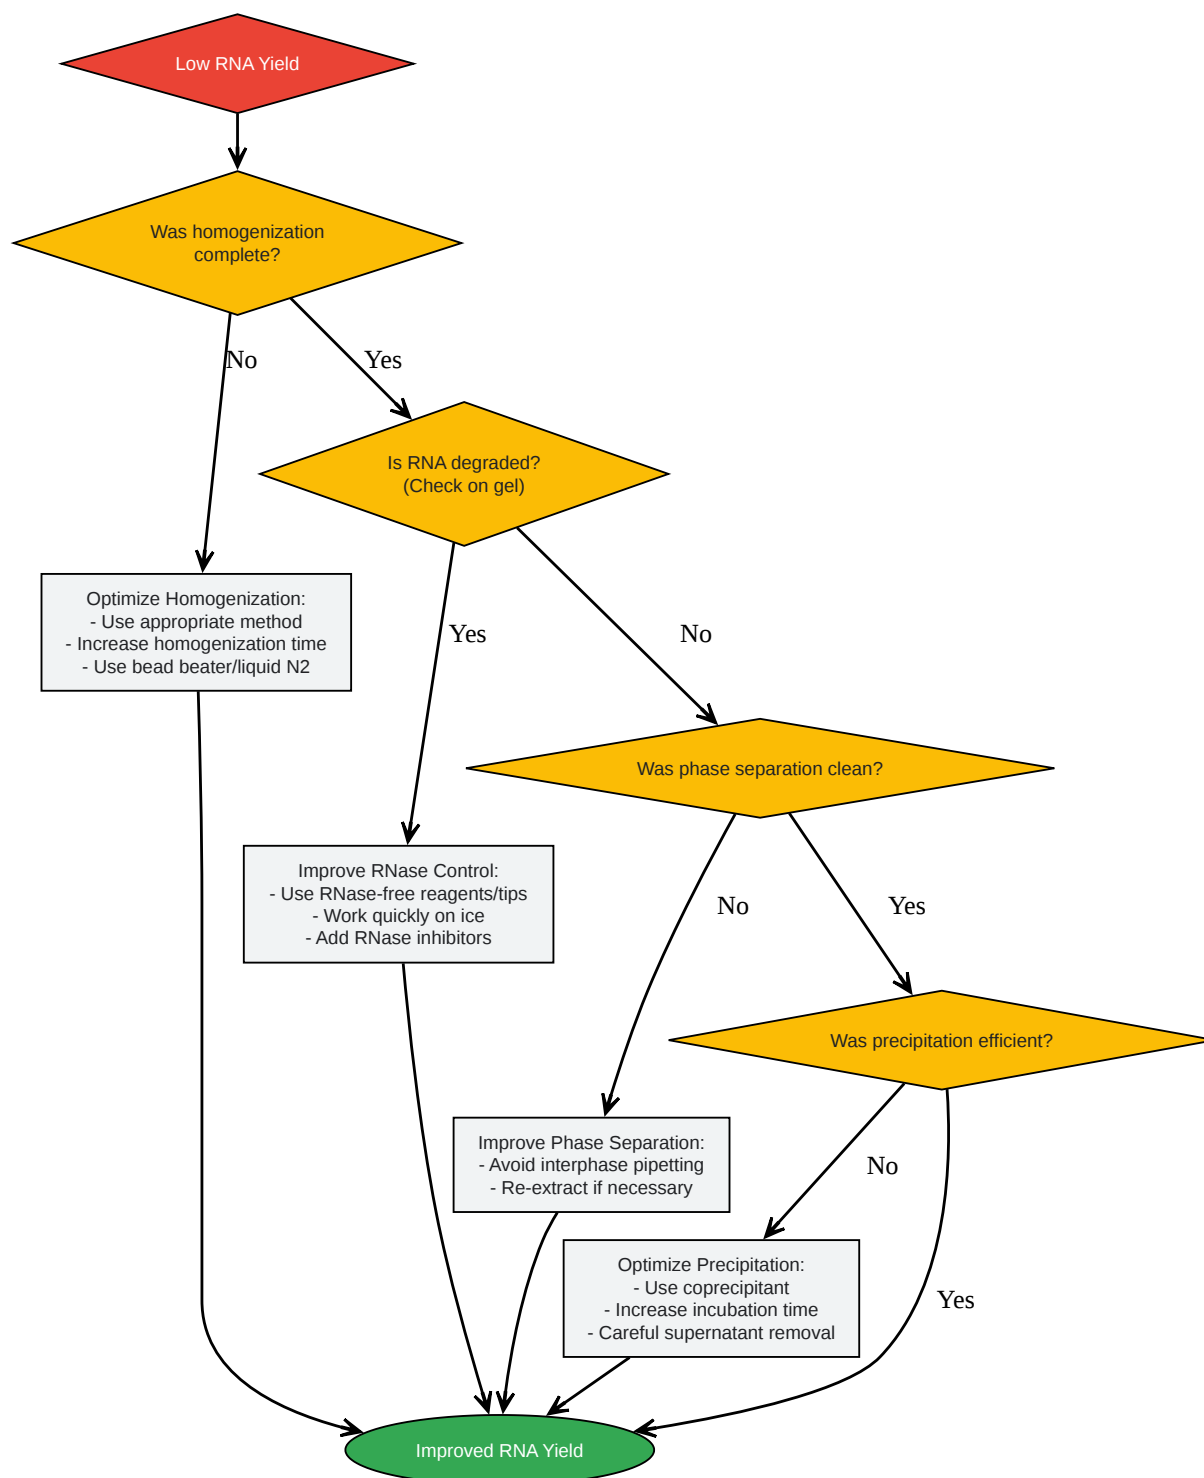 Low RNA Yield
Was homogenization
complete?
No
Yes
Is RNA degraded?
(Check on gel)
Optimize Homogenization:
- Use appropriate method
- Increase homogenization time
- Use bead beater/liquid N2
Yes
No
Was phase separation clean?
Improve RNase Control:
- Use RNase-free reagents/tips
- Work quickly on ice
- Add RNase inhibitors
No
Yes
Was precipitation efficient?
Improve Phase Separation:
- Avoid interphase pipetting
- Re-extract if necessary
No
Optimize Precipitation:
- Use coprecipitant
- Increase incubation time
- Careful supernatant removal
Yes
Improved RNA Yield